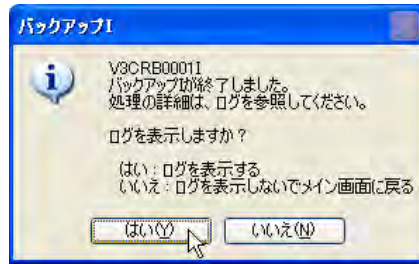 バックアップI
V3CRB0001I
バックアップが終了しました。
処理の詳細は、ログを参照してください。
ログを表示しますか？
はい：ログを表示する
いいえ：ログを表示しないでメイン画面に戻る
はい(Y)
いいえ(N)